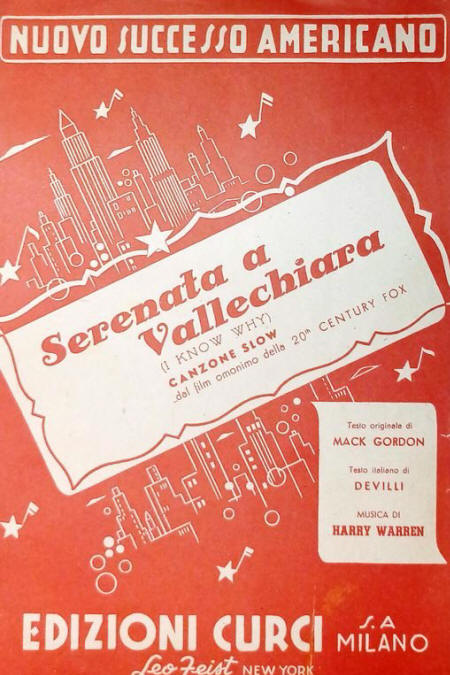 NUOVO SUCCESSO AMERICANO
Serenata a
Vallechiara
(I KNOW WHY)
CANZONE SLOW
dal film omonimo della 20th CENTURY FOX
Testo originale di
MACK GORDON
Testo italiano di
DEVILLI
MUSICA DI
HARRY WARREN
EDIZIONI CURCI S.A
MILANO
Leo Feist NEW YORK